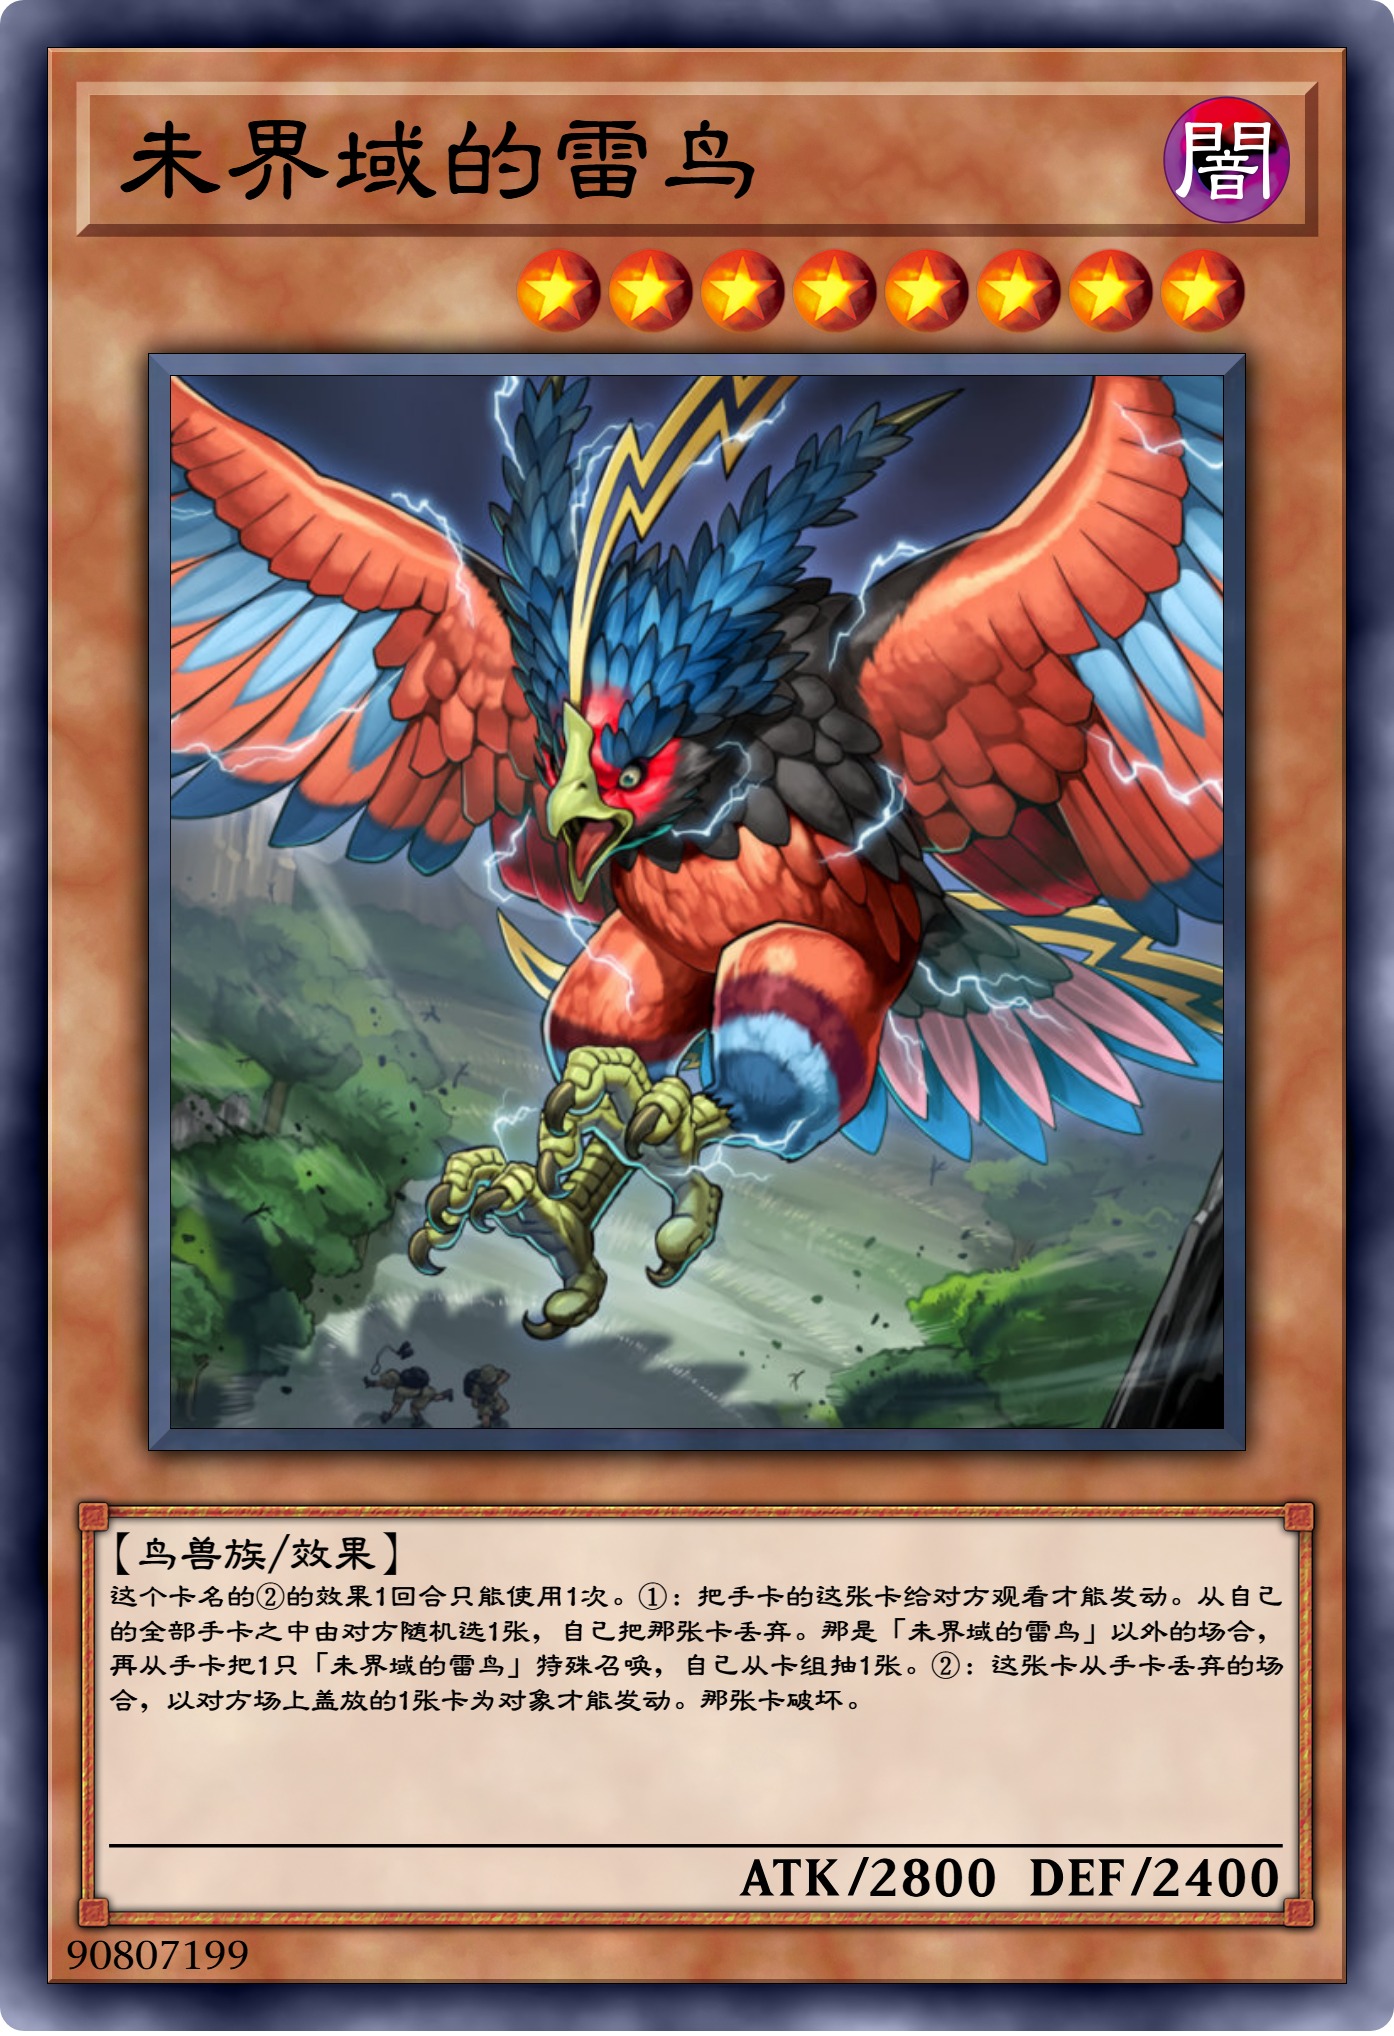 未界域的雷鸟
闇
【鸟兽族/效果】
这个卡名的②的效果1回合只能使用1次。①：把手卡的这张卡给对方观看才能发动。从自己
的全部手卡之中由对方随机选1张，自己把那张卡丢弃。那是「未界域的雷鸟」以外的场合，
再从手卡把1只「未界域的雷鸟」特殊召唤，自己从卡组抽1张。②：这张卡从手卡丢弃的场
合，以对方场上盖放的1张卡为对象才能发动。那张卡破坏。
ATK/2800 DEF/2400
90807199